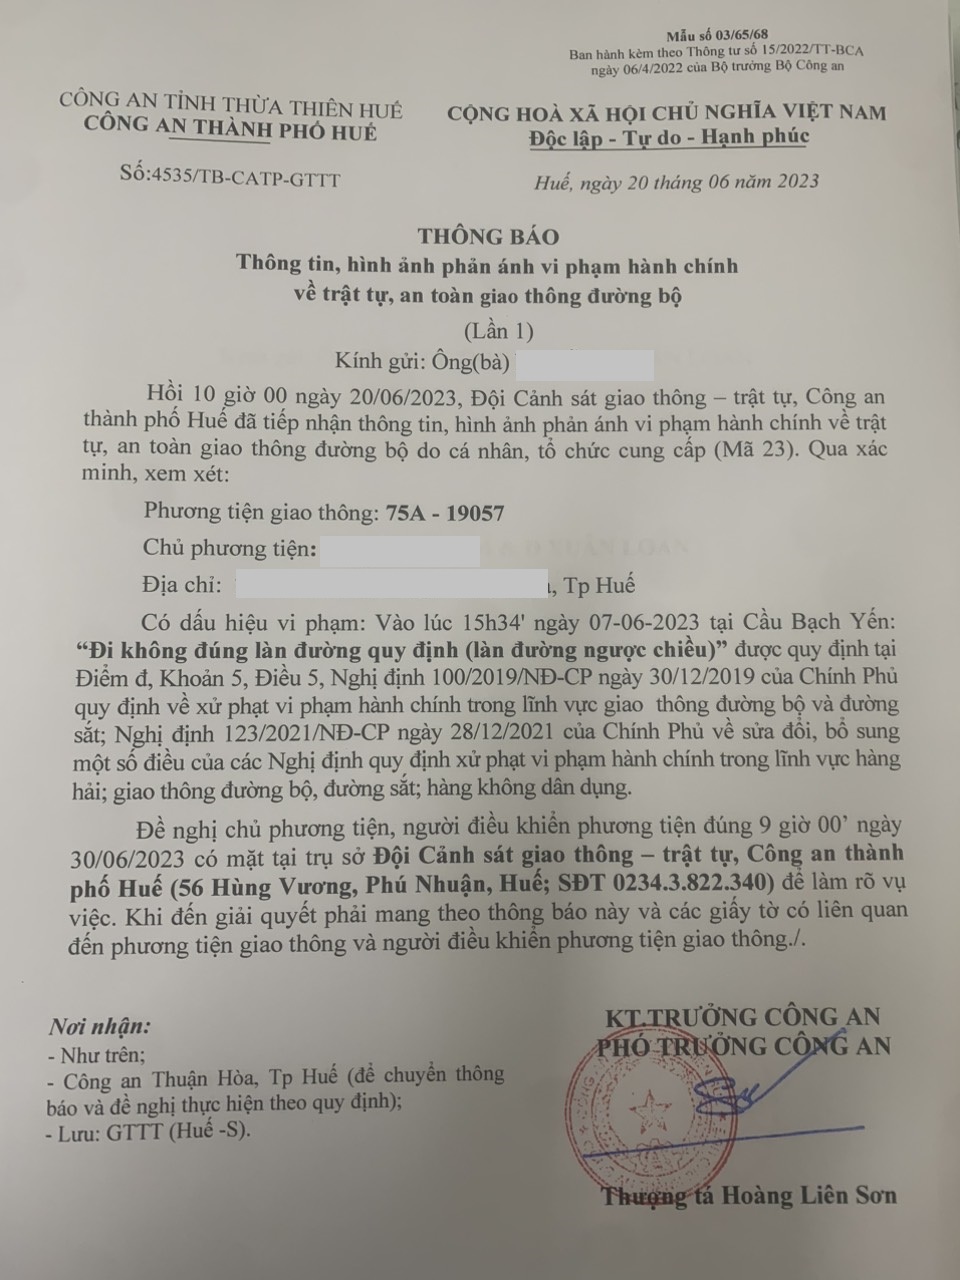 Mẫu số 03/65/68
Ban hành kèm theo Thông tư số 15/2022/TT-BCA
ngày 06/4/2022 của Bộ trưởng Bộ Công an
CÔNG AN TỈNH THỪA THIÊN HUẾ
CÔNG AN THÀNH PHỐ HUẾ
CỘNG HOÀ XÃ HỘI CHỦ NGHĨA VIỆT NAM
Độc lập - Tự do - Hạnh phúc
Số:4535/TB-CATP-GTTT
Huế, ngày 20 tháng 06 năm 2023
THÔNG BÁO
Thông tin, hình ảnh phản ánh vi phạm hành chính
về trật tự, an toàn giao thông đường bộ
(Lần 1)
Kính gửi: Ông(bà)
Hồi 10 giờ 00 ngày 20/06/2023, Đội Cảnh sát giao thông – trật tự, Công an
thành phố Huế đã tiếp nhận thông tin, hình ảnh phản ánh vi phạm hành chính về trật
tự, an toàn giao thông đường bộ do cá nhân, tổ chức cung cấp (Mã 23). Qua xác
minh, xem xét:
Phương tiện giao thông: 75A - 19057
Chủ phương tiện:
Địa chỉ: , Tp Huế
Có dấu hiệu vi phạm: Vào lúc 15h34' ngày 07-06-2023 tại Cầu Bạch Yến:
“Đi không đúng làn đường quy định (làn đường ngược chiều)” được quy định tại
Điểm đ, Khoản 5, Điều 5, Nghị định 100/2019/NĐ-CP ngày 30/12/2019 của Chính Phủ
quy định về xử phạt vi phạm hành chính trong lĩnh vực giao thông đường bộ và đường
sắt; Nghị định 123/2021/NĐ-CP ngày 28/12/2021 của Chính Phủ về sửa đổi, bổ sung
một số điều của các Nghị định quy định xử phạt vi phạm hành chính trong lĩnh vực hàng
hải; giao thông đường bộ, đường sắt; hàng không dân dụng.
Đề nghị chủ phương tiện, người điều khiển phương tiện đúng 9 giờ 00’ ngày
30/06/2023 có mặt tại trụ sở Đội Cảnh sát giao thông – trật tự, Công an thành
phố Huế (56 Hùng Vương, Phú Nhuận, Huế; SĐT 0234.3.822.340) để làm rõ vụ
việc. Khi đến giải quyết phải mang theo thông báo này và các giấy tờ có liên quan
đến phương tiện giao thông và người điều khiển phương tiện giao thông./.
Nơi nhận:
- Như trên;
- Công an Thuận Hòa, Tp Huế (để chuyển thông
báo và đề nghị thực hiện theo quy định);
- Lưu: GTTT (Huế -S).
KT.TRƯỞNG CÔNG AN
PHÓ TRƯỞNG CÔNG AN
Thượng tá Hoàng Liên Sơn